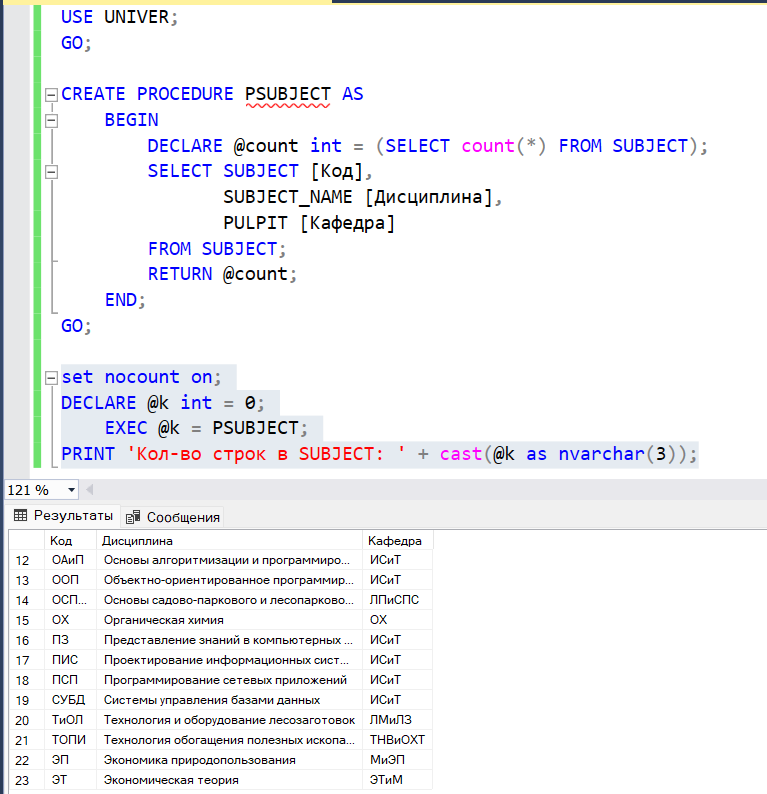 USE UNIVER;
GO;
CREATE PROCEDURE PSUBJECT AS
BEGIN
DECLARE @count int = (SELECT count(*) FROM SUBJECT);
SELECT SUBJECT [Код],
SUBJECT_NAME [Дисциплина],
PULPIT [Кафедра]
FROM SUBJECT;
RETURN @count;
END;
GO;
set nocount on;
DECLARE @k int = 0;
EXEC @k = PSUBJECT;
PRINT 'Кол-во строк в SUBJECT: ' + cast(@k as nvarchar(3));
121 %
Результаты Сообщения
Код Дисциплина Кафедра
12 ОАиП Основы алгоритмизации и программиро... ИСиТ
13 ООП Объектно-ориентированное программир... ИСиТ
14 ОСП... Основы садово-паркового и лесопарково... ЛПиСПС
15 ОХ Органическая химия ОХ
16 ПЗ Представление знаний в компьютерных ... ИСиТ
17 ПИС Проектирование информационных сист... ИСиТ
18 ПСП Программирование сетевых приложений ИСиТ
19 СУБД Системы управления базами данных ИСиТ
20 ТиОЛ Технология и оборудование лесозаготовок ЛМиЛЗ
21 ТОПИ Технология обогащения полезных ископа... ТНВиОХТ
22 ЭП Экономика природопользования МиЭП
23 ЭТ Экономическая теория ЭТиМ